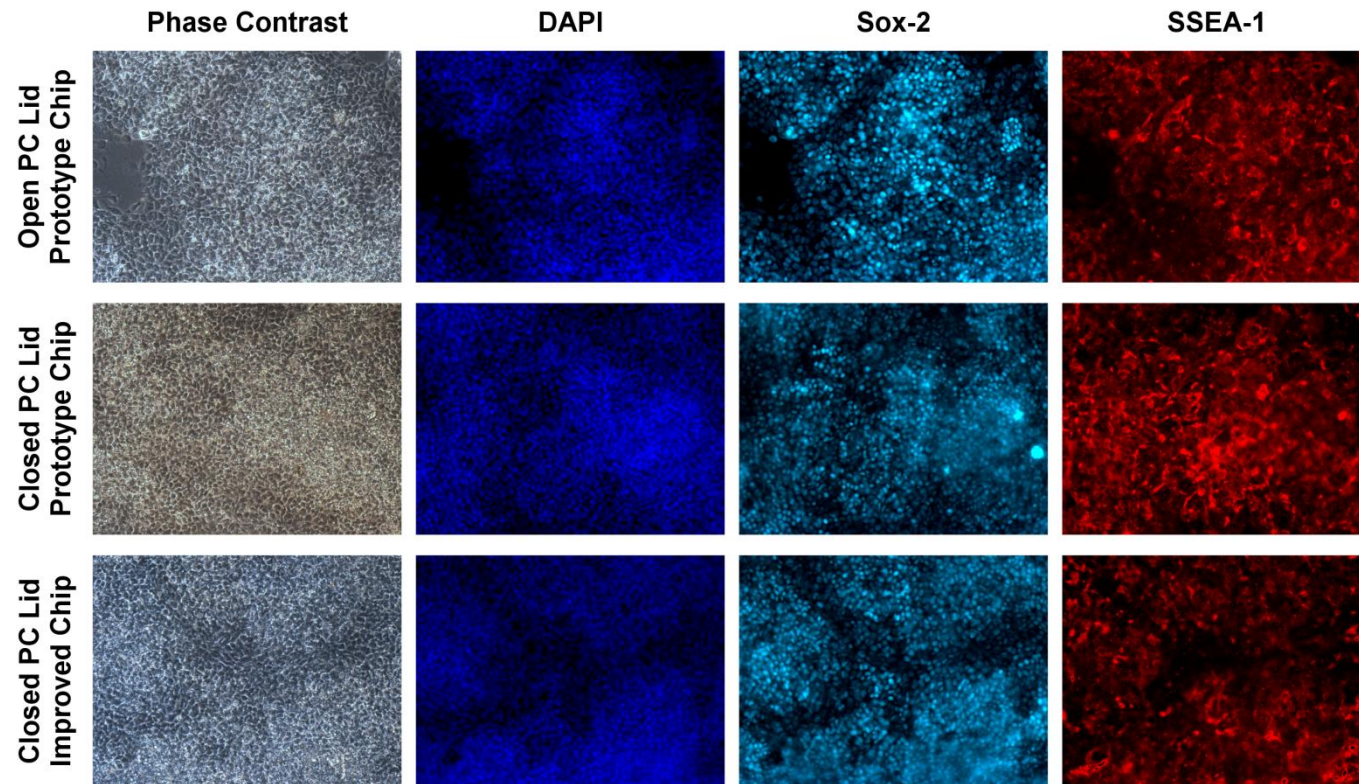 Phase Contrast
DAPI
Sox-2
SSEA-1
Open PC Lid
Prototype Chip
Closed PC Lid
Prototype Chip
Closed PC Lid
Improved Chip